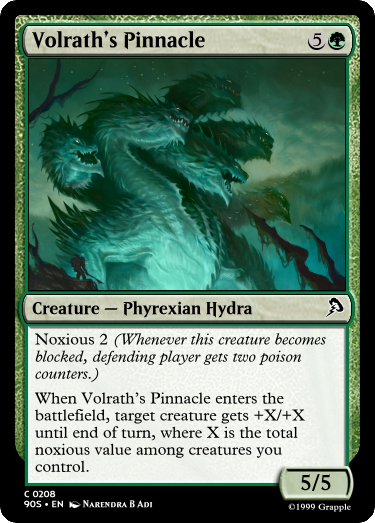 Volrath's Pinnacle 5
Creature — Phyrexian Hydra
Noxious 2 (Whenever this creature becomes
blocked, defending player gets two poison
counters.)
When Volrath's Pinnacle enters the
battlefield, target creature gets +X/+X
until end of turn, where X is the total
noxious value among creatures you
control.
5/5
C 0208
90S • EN Narendra B Adi
©1999 Grapple